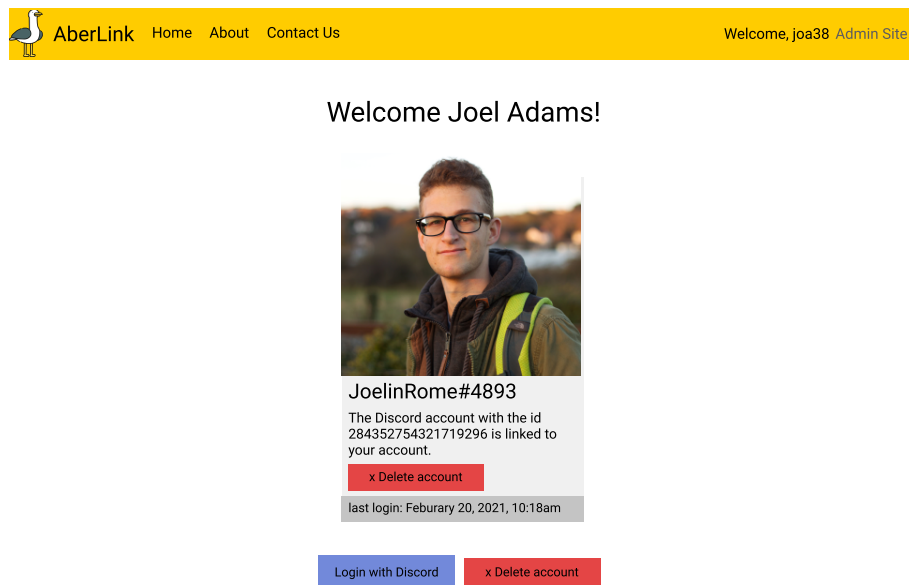 AberLink Home About Contact Us Welcome, joa38 Admin Site
Welcome Joel Adams!
JoelinRome#4893
The Discord account with the id
284352754321719296 is linked to
your account.
x Delete account
last login: Feburary 20, 2021, 10:18am
Login with Discord x Delete account